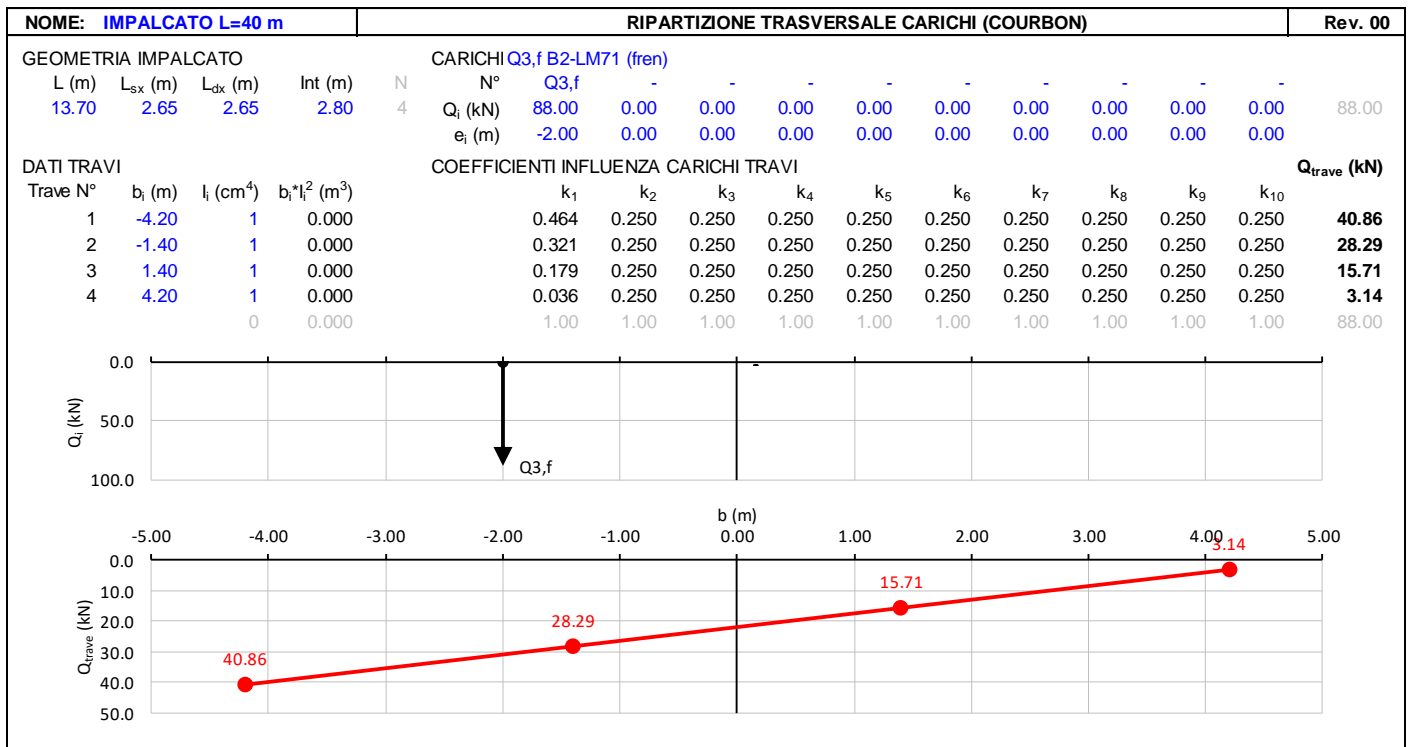 NOME: IMPALCATO L=40 m RIPARTIZIONE TRASVERSALE CARICHI (COURBON) Rev. 00
GEOMETRIA IMPALCATO CARICHI Q3,f B2-LM71 (fren)
L (m) Lsx (m) Ldx (m) Int (m) N N° Q3,f - - - - - - - - -
13.70 2.65 2.65 2.80 4 Qi (kN) 88.00 0.00 0.00 0.00 0.00 0.00 0.00 0.00 0.00 0.00 88.00
ei (m) -2.00 0.00 0.00 0.00 0.00 0.00 0.00 0.00 0.00 0.00
DATI TRAVI COEFFICIENTI INFLUENZA CARICHI TRAVI Qtrave (kN)
Trave N° bi (m) Ii (cm4) bi*Ii2 (m3) k1 k2 k3 k4 k5 k6 k7 k8 k9 k10
1 -4.20 1 0.000 0.464 0.250 0.250 0.250 0.250 0.250 0.250 0.250 0.250 0.250 40.86
2 -1.40 1 0.000 0.321 0.250 0.250 0.250 0.250 0.250 0.250 0.250 0.250 0.250 28.29
3 1.40 1 0.000 0.179 0.250 0.250 0.250 0.250 0.250 0.250 0.250 0.250 0.250 15.71
4 4.20 1 0.000 0.036 0.250 0.250 0.250 0.250 0.250 0.250 0.250 0.250 0.250 3.14
0 0.000 1.00 1.00 1.00 1.00 1.00 1.00 1.00 1.00 1.00 1.00 88.00
0.0
-
Qi (kN)
50.0
Q3,f
100.0
b (m)
-5.00 -4.00 -3.00 -2.00 -1.00 0.00 1.00 2.00 3.00 4.00 5.00
3.14
0.0
15.71
10.0
Qtrave (kN)
20.0
28.29
30.0
40.86
40.0
50.0